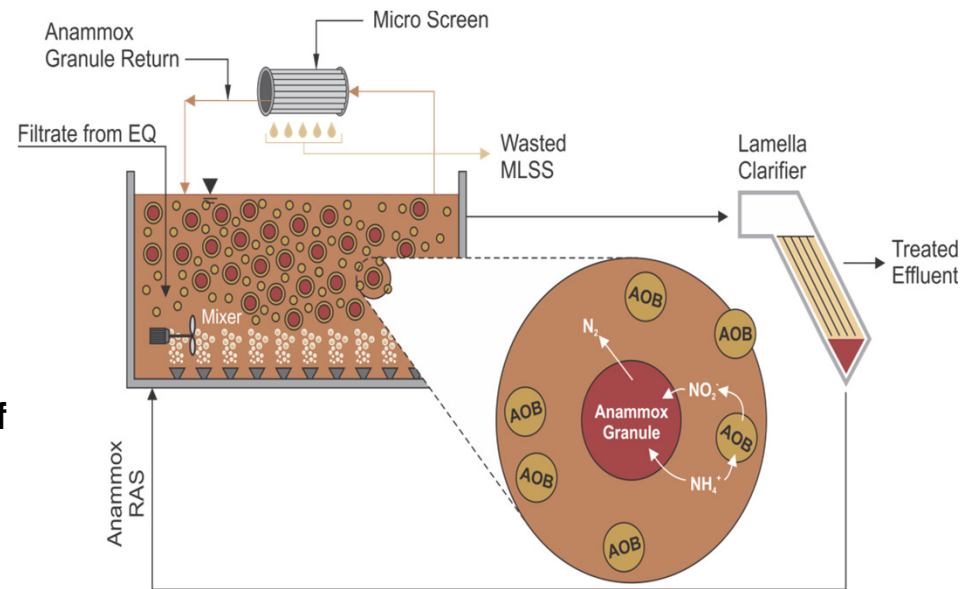 Micro Screen
Anammox
Granule Return
Filtrate from EQ
Wasted
MLSS
Lamella
Clarifier
Treated
Effluent
Mixer
AOB
AOB
N₂
NO₂⁻
AOB
Anammox
Granule
AOB
AOB
NH₄⁺
AOB
f
Anammox
RAS